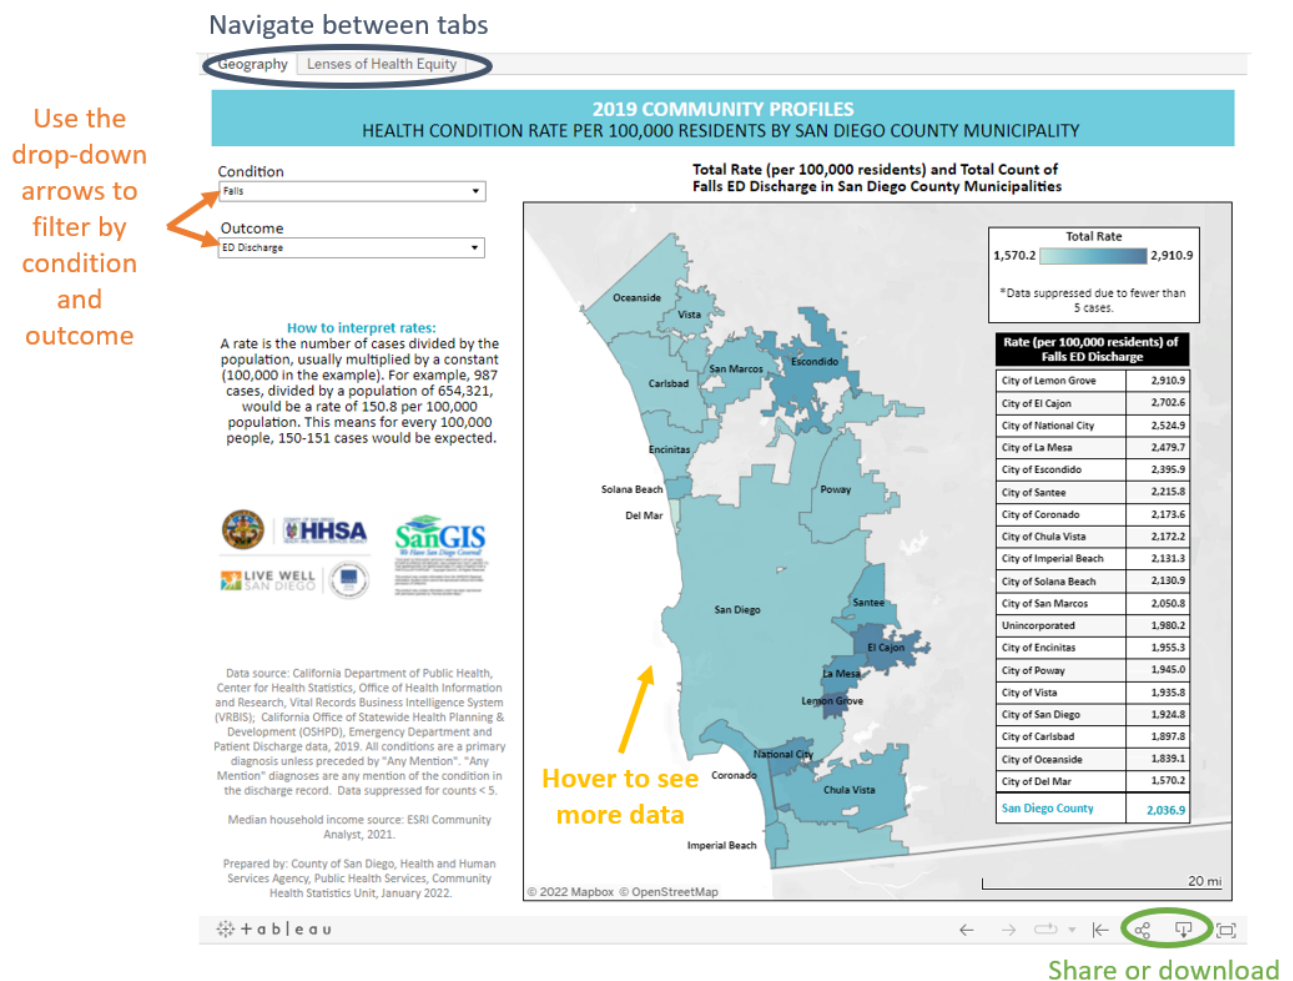 Navigate between tabs
Geography
Lenses of Health Equity
Use the
drop-down
arrows to
filter by
condition
and
outcome
2019 COMMUNITY PROFILES
HEALTH CONDITION RATE PER 100,000 RESIDENTS BY SAN DIEGO COUNTY MUNICIPALITY
Condition
Falls
Outcome
ED Discharge
How to interpret rates:
A rate is the number of cases divided by the
population, usually multiplied by a constant
(100,000 in the example). For example, 987
cases, divided by a population of 654,321,
would be a rate of 150.8 per 100,000
population. This means for every 100,000
people, 150-151 cases would be expected.
HHSA
SanGIS
We Have San Diego Covered!
LIVE WELL
SAN DIEGO
Data source: California Department of Public Health,
Center for Health Statistics, Office of Health Information
and Research, Vital Records Business Intelligence System
(VRBIS); California Office of Statewide Health Planning &
Development (OSHPD), Emergency Department and
Patient Discharge data, 2019. All conditions are a primary
diagnosis unless preceded by "Any Mention". "Any
Mention" diagnoses are any mention of the condition in
the discharge record. Data suppressed for counts < 5.
Median household income source: ESRI Community
Analyst, 2021.
Prepared by: County of San Diego, Health and Human
Services Agency, Public Health Services, Community
Health Statistics Unit, January 2022.
Total Rate (per 100,000 residents) and Total Count of
Falls ED Discharge in San Diego County Municipalities
Oceanside
Vista
San Marcos
Escondido
Carlsbad
Encinitas
Solana Beach
Poway
Del Mar
San Diego
Santee
El Cajon
La Mesa
Lemon Grove
National City
Coronado
Chula Vista
Imperial Beach
Hover to see
more data
Total Rate
1,570.2 2,910.9
*Data suppressed due to fewer than
5 cases.
Rate (per 100,000 residents) of
Falls ED Discharge
City of Lemon Grove 2,910.9
City of El Cajon 2,702.6
City of National City 2,524.9
City of La Mesa 2,479.7
City of Escondido 2,395.9
City of Santee 2,215.8
City of Coronado 2,173.6
City of Chula Vista 2,172.2
City of Imperial Beach 2,131.3
City of Solana Beach 2,130.9
City of San Marcos 2,050.8
Unincorporated 1,980.2
City of Encinitas 1,955.3
City of Poway 1,945.0
City of Vista 1,935.8
City of San Diego 1,924.8
City of Carlsbad 1,897.8
City of Oceanside 1,839.1
City of Del Mar 1,570.2
San Diego County 2,036.9
© 2022 Mapbox © OpenStreetMap
20 mi
+ a b | e a u
Share or download